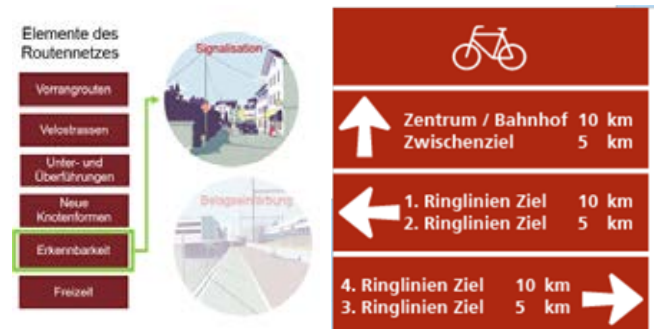 Elemente des
Routennetzes
Vorrangrouten
Velostrassen
Unter- und
Überführungen
Neue
Knotenformen
Erkennbarkeit
Freizeit
Signalisation
Belagseinfärbung
Zentrum / Bahnhof 10 km
Zwischenziel 5 km
1. Ringlinien Ziel 10 km
2. Ringlinien Ziel 5 km
4. Ringlinien Ziel 10 km
3. Ringlinien Ziel 5 km